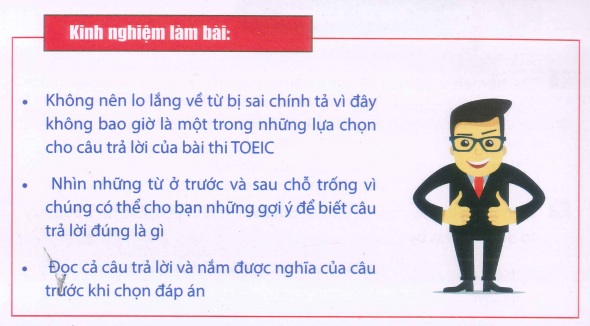 Kinh nghiệm làm bài:
• Không nên lo lắng về từ bị sai chính tả vì đây
không bao giờ là một trong những lựa chọn
cho câu trả lời của bài thi TOEIC
• Nhìn những từ ở trước và sau chỗ trống vì
chúng có thể cho bạn những gợi ý để biết câu
trả lời đúng là gì
• Đọc cả câu trả lời và nắm được nghĩa của câu
trước khi chọn đáp án